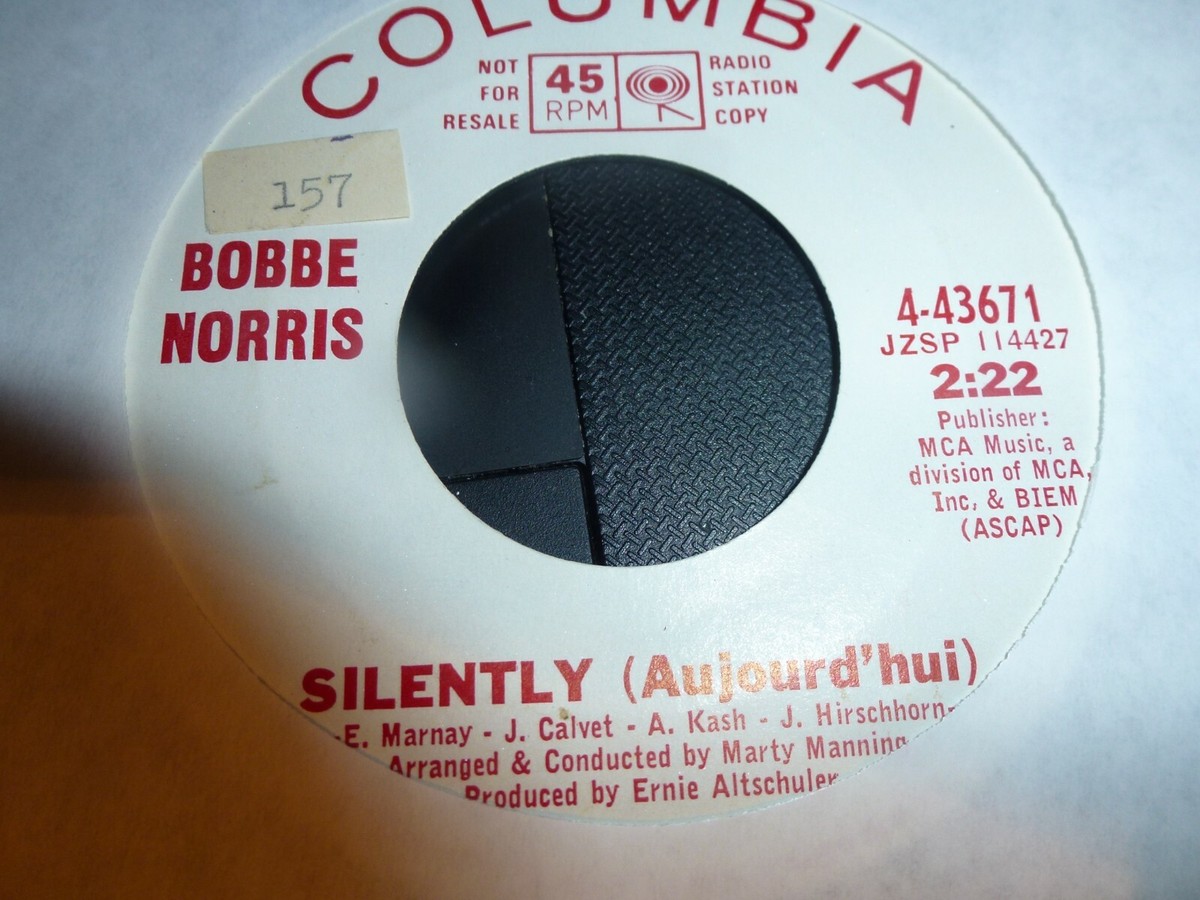 COLUMBIA
NOT
FOR
RESALE
45
RPM
RADIO
STATION
COPY
157
BOBBE
NORRIS
4-43671
JZSP 114427
2:22
Publisher:
MCA Music, a
division of MCA,
Inc. & BIEM
(ASCAP)
SILENTLY (Aujourd'hui)
-E. Marnay - J. Calvet - A. Kash - J. Hirschhorn-
Arranged & Conducted by Marty Manning
Produced by Ernie Altschuler